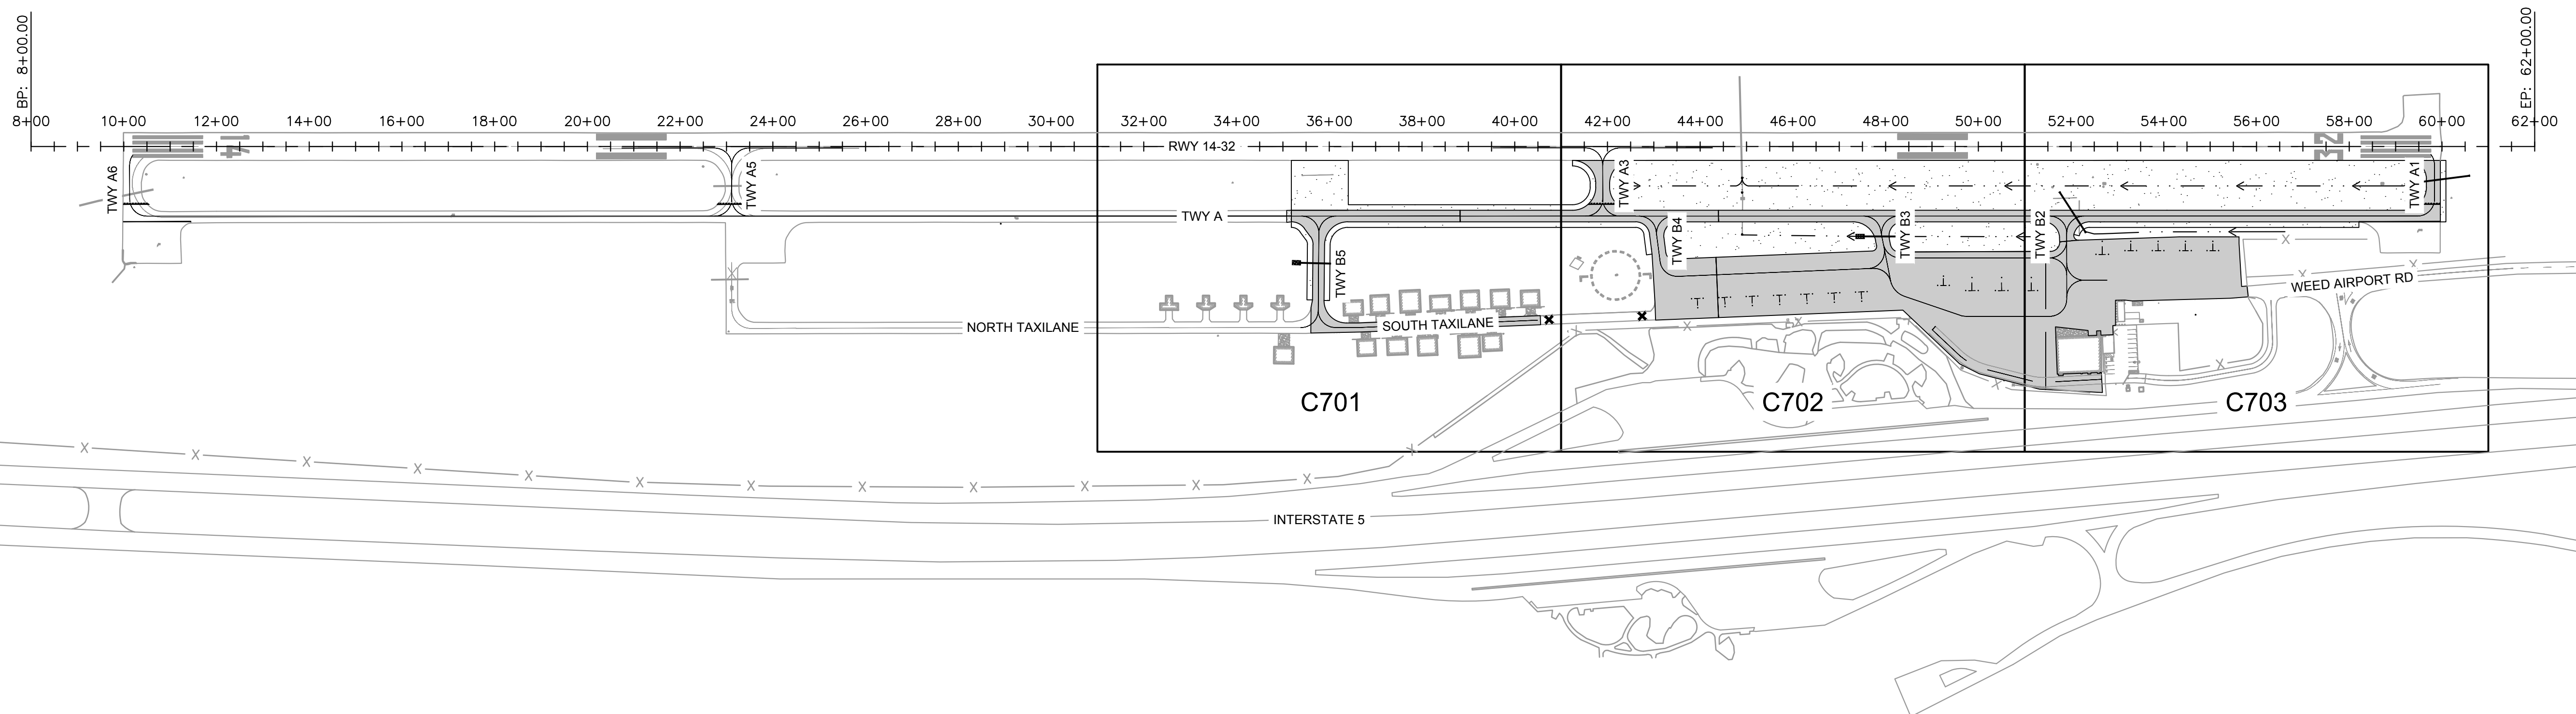 BP: 8+00.00
EP: 62+00.00
8+00 10+00 12+00 14+00 16+00 18+00 20+00 22+00 24+00 26+00 28+00 30+00 32+00 34+00 36+00 38+00 40+00 42+00 44+00 46+00 48+00 50+00 52+00 54+00 56+00 58+00 60+00 62+00
RWY 14-32
14
32
TWY A6
TWY A5
TWY A3
TWY A1
TWY A
TWY B5
TWY B4
TWY B3
TWY B2
WEED AIRPORT RD
NORTH TAXILANE
SOUTH TAXILANE
C701
C702
C703
INTERSTATE 5